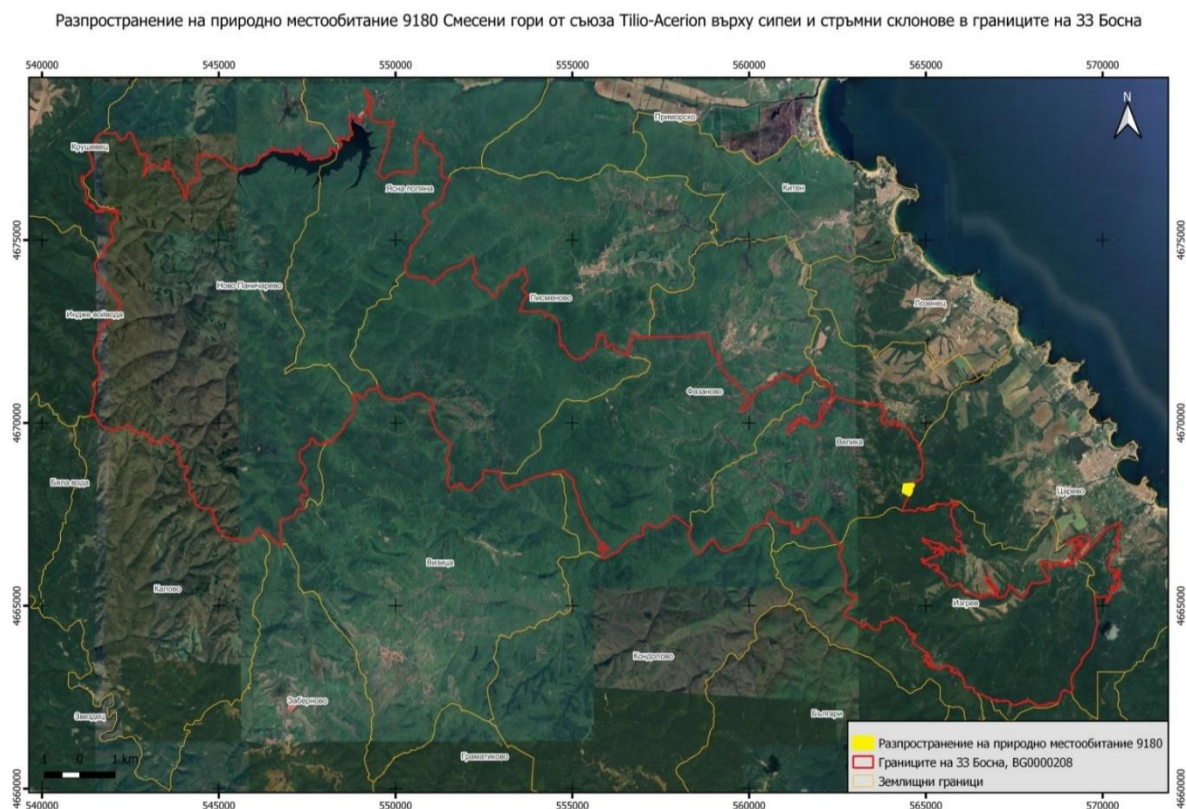 Разпространение на природно местообитание 9180 Смесени гори от съюза Tilio-Acerion върху сипеи и стръмни склонове в границите на ЗЗ Босна
540000 545000 550000 555000 560000 565000 570000
N
Приморско
Крушевец
Ясна поляна
Китен
4675000 4675000
Ново Паничарево
Писменово
Лозенец
Индже войвода
Фазаново
4670000 4670000
Велика
Бяла вода
Царево
Визица
Калово
Изгрев
4665000 4665000
Кондолово
Заберново
Звездец
Българи
Граматиково
1 0 1 km
Разпространение на природно местообитание 9180
Границите на ЗЗ Босна, BG0000208
Землищни граници
4660000 4660000
540000 545000 550000 555000 560000 565000 570000